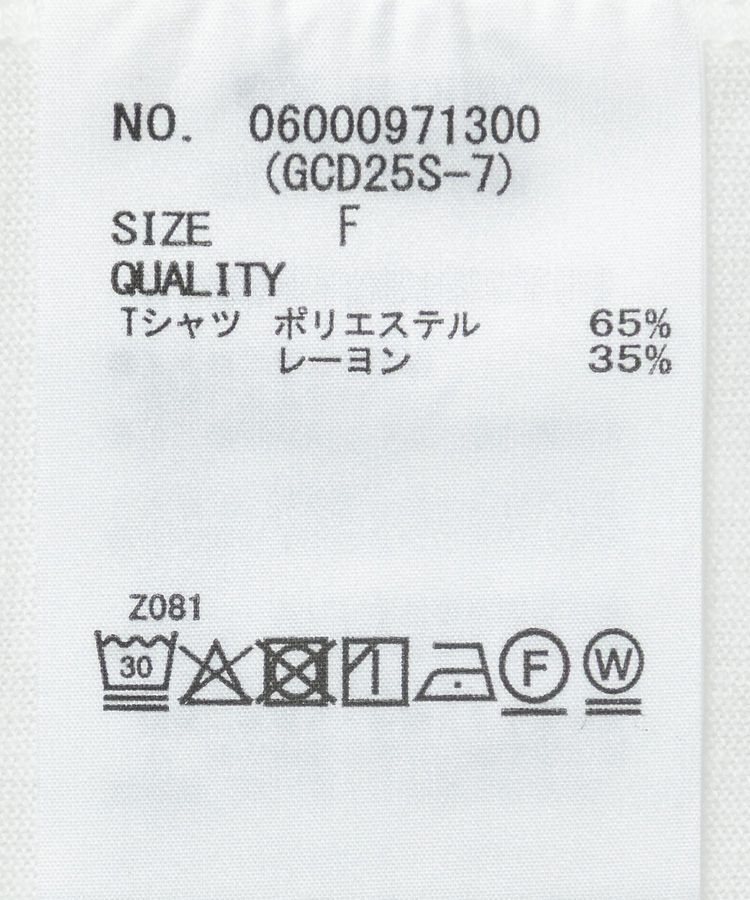 NO. 06000971300
(GCD25S-7)
SIZE F
QUALITY
Tシャツ ポリエステル 65%
レーヨン 35%
Z081
30 F W